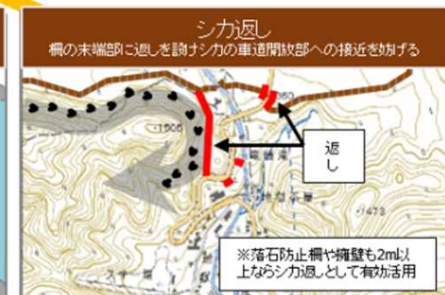 シカ返し
柵の末端部に返しを設けシカの車道開放部への接近を妨げる
・1506
返
し
・1473
※落石防止柵や擁壁も2m以
上ならシカ返しとして有効活用